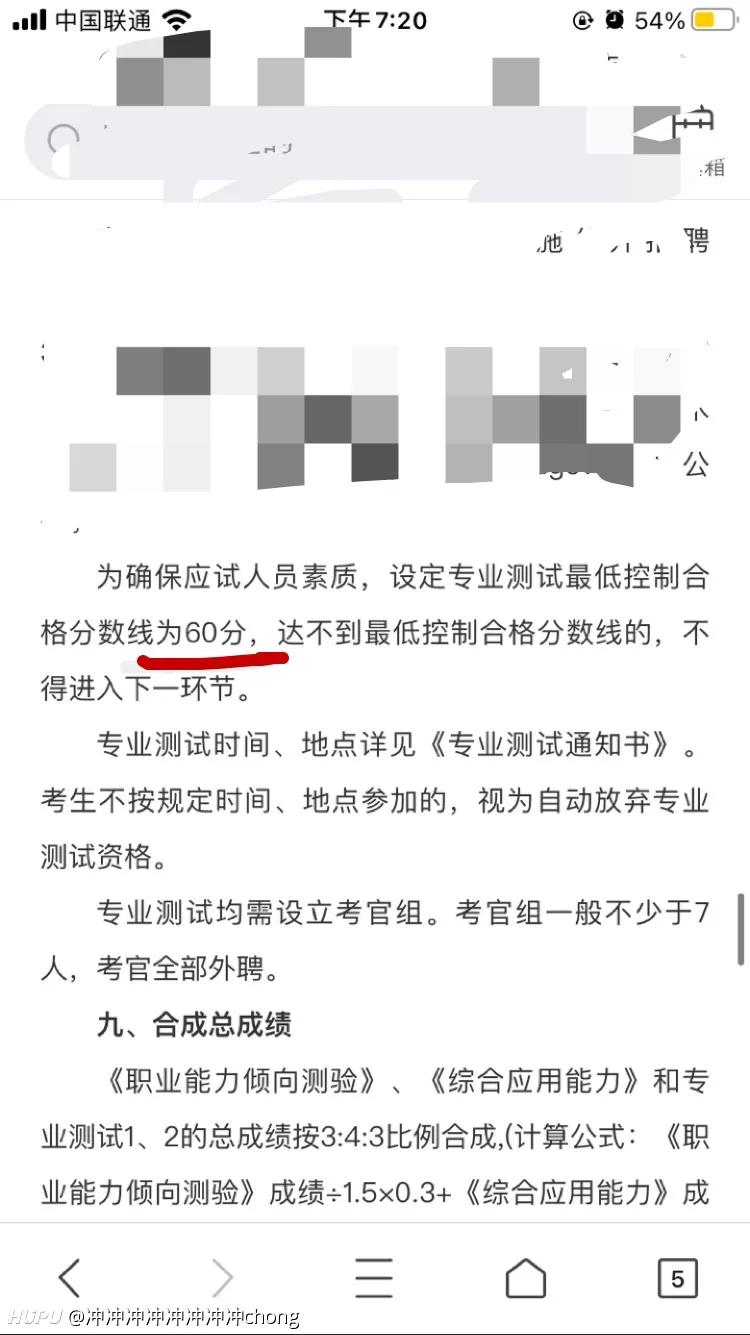 中国联通
下午7:20
54%
箱
聘
公
为确保应试人员素质，设定专业测试最低控制合
格分数线为60分，达不到最低控制合格分数线的，不
得进入下一环节。
专业测试时间、地点详见《专业测试通知书》。
考生不按规定时间、地点参加的，视为自动放弃专业
测试资格。
专业测试均需设立考官组。考官组一般不少于7
人，考官全部外聘。
九、合成总成绩
《职业能力倾向测验》、《综合应用能力》和专
业测试1、2的总成绩按3:4:3比例合成,(计算公式：《职
业能力倾向测验》成绩÷1.5×0.3+《综合应用能力》成
5
HUPU @冲冲冲冲冲冲冲冲chong